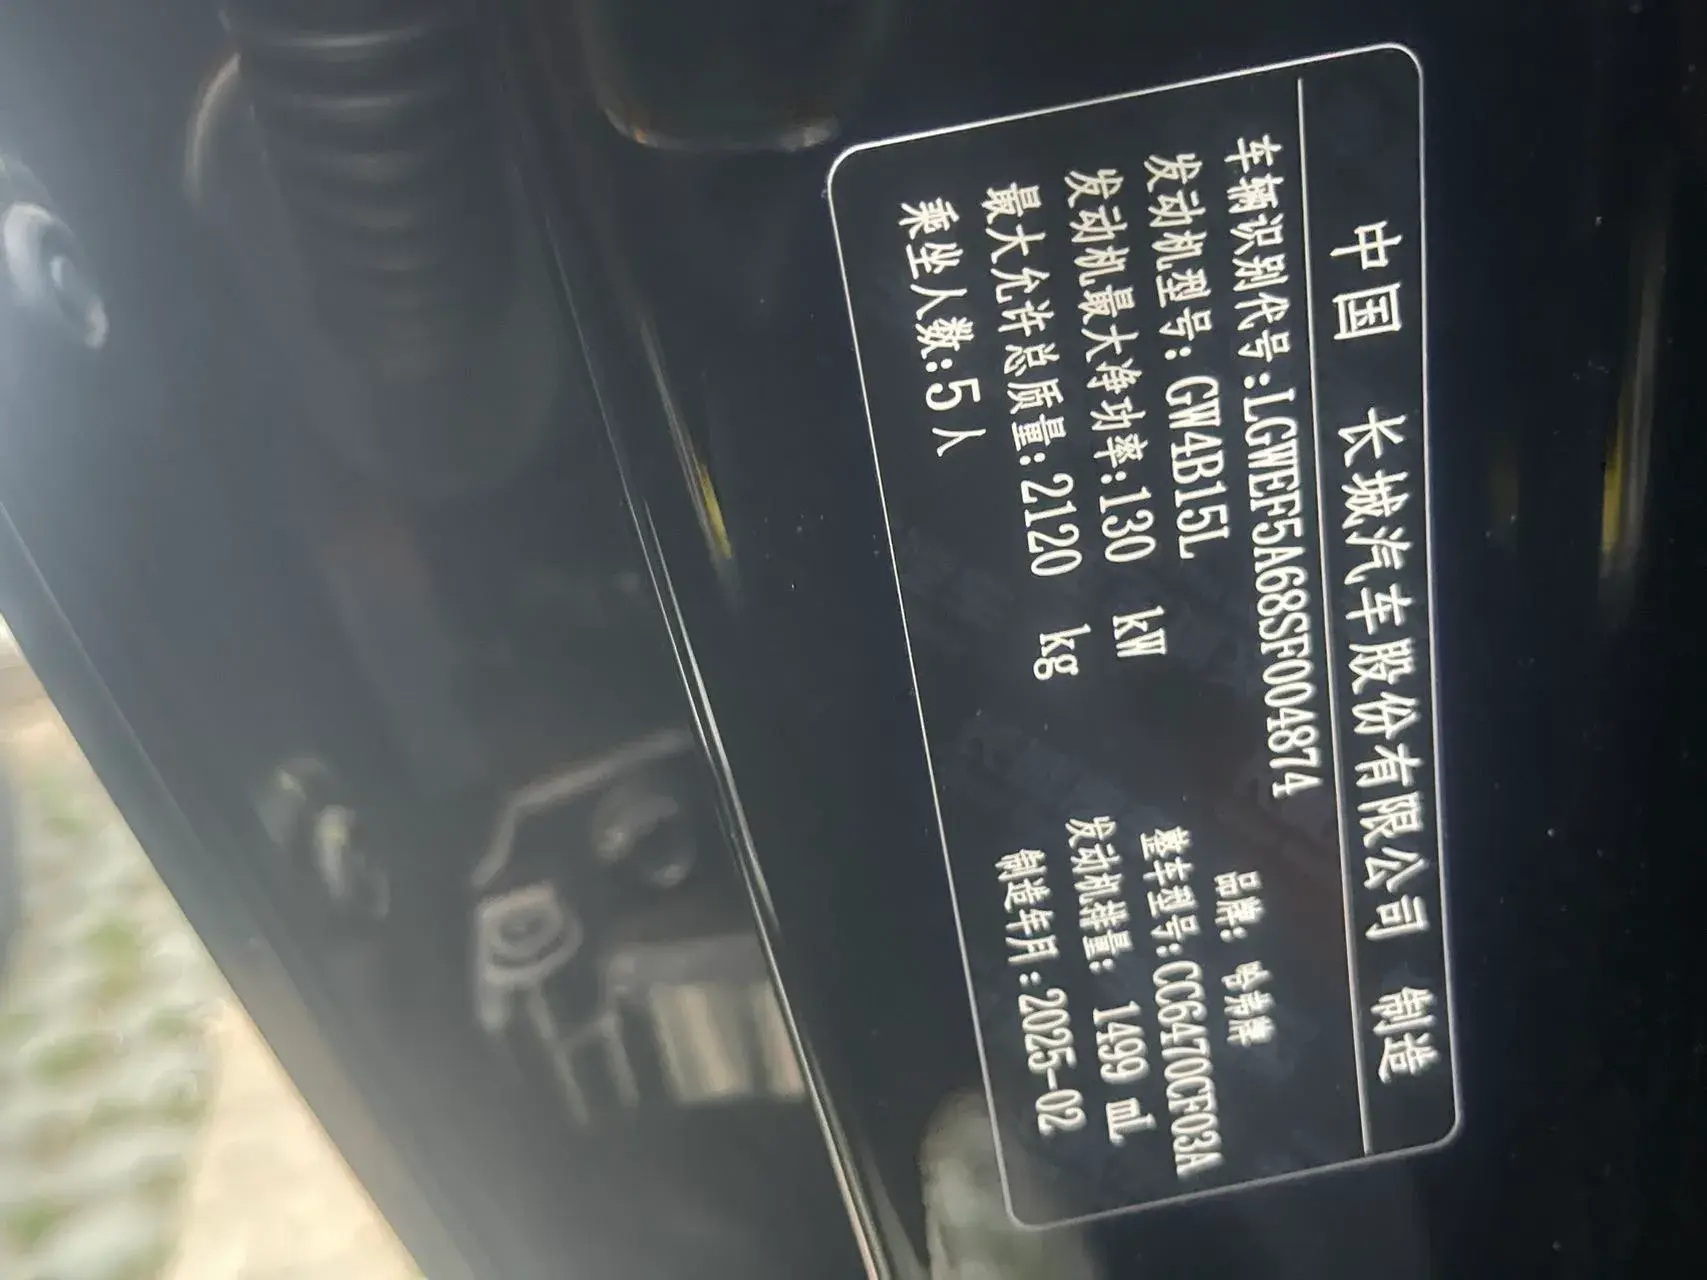 中国 长城汽车股份有限公司 制造
车辆识别代号:LGWEF5A68SF004874
品牌: 哈弗牌
发动机型号: GW4B15L
整车型号:CC6470CF03A
发动机最大净功率:130 kW
发动机排量: 1499 mL
最大允许总质量:2120 kg
制造年月:2025-02
乘坐人数:5人